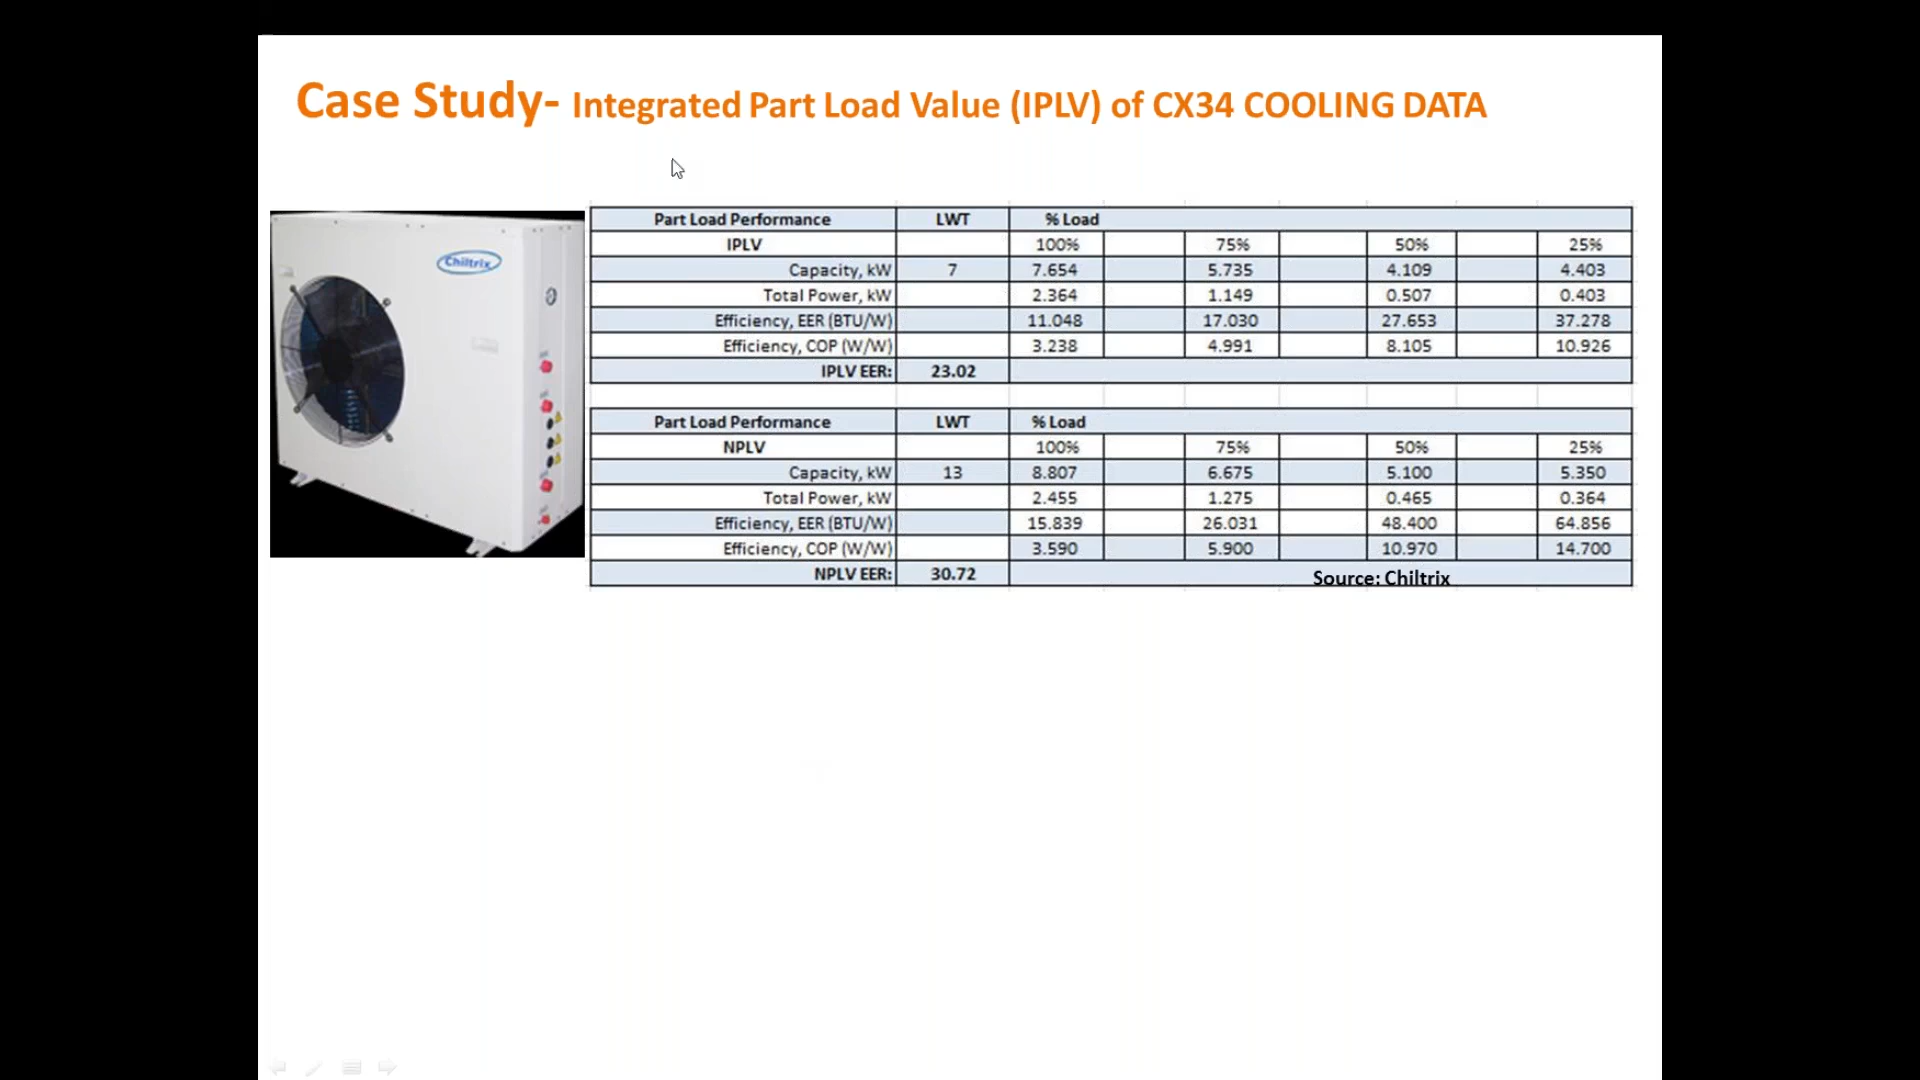 Case Study- Integrated Part Load Value (IPLV) of CX34 COOLING DATA
Chiltrix
Part Load Performance LWT % Load
IPLV 100% 75% 50% 25%
Capacity, kW 7 7.654 5.735 4.109 4.403
Total Power, kW 2.364 1.149 0.507 0.403
Efficiency, EER (BTU/W) 11.048 17.030 27.653 37.278
Efficiency, COP (W/W) 3.238 4.991 8.105 10.926
IPLV EER: 23.02
Part Load Performance LWT % Load
NPLV 100% 75% 50% 25%
Capacity, kW 13 8.807 6.675 5.100 5.350
Total Power, kW 2.455 1.275 0.465 0.364
Efficiency, EER (BTU/W) 15.839 26.031 48.400 64.856
Efficiency, COP (W/W) 3.590 5.900 10.970 14.700
NPLV EER: 30.72
Source: Chiltrix